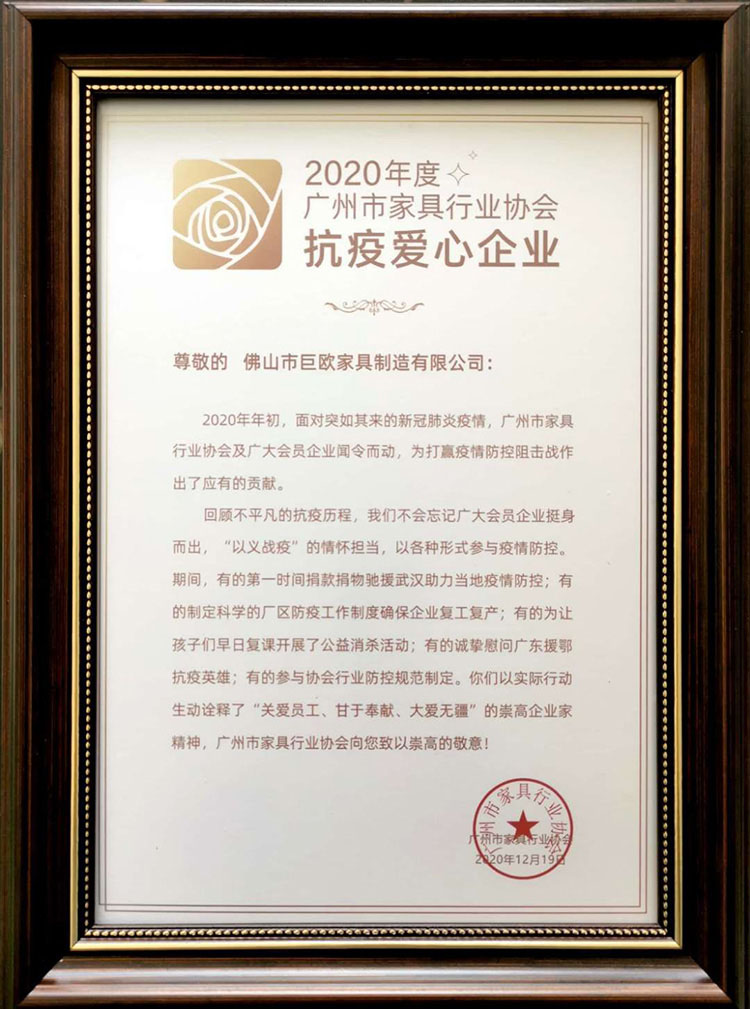 2020年度
广州市家具行业协会
抗疫爱心企业
尊敬的 佛山市巨欧家具制造有限公司：
2020年年初，面对突如其来的新冠肺炎疫情，广州市家具
行业协会及广大会员企业闻令而动，为打赢疫情防控阻击战作
出了应有的贡献。
回顾不平凡的抗疫历程，我们不会忘记广大会员企业挺身
而出，“以义战疫”的情怀担当，以各种形式参与疫情防控。
期间，有的第一时间捐款捐物驰援武汉助力当地疫情防控；有
的制定科学的厂区防疫工作制度确保企业复工复产；有的为让
孩子们早日复课开展了公益消杀活动；有的诚挚慰问广东援鄂
抗疫英雄；有的参与协会行业防控规范制定。你们以实际行动
生动诠释了“关爱员工、甘于奉献、大爱无疆”的崇高企业家
精神，广州市家具行业协会向您致以崇高的敬意！
广州市家具行业协会
广州市家具行业协会
2020年12月19日